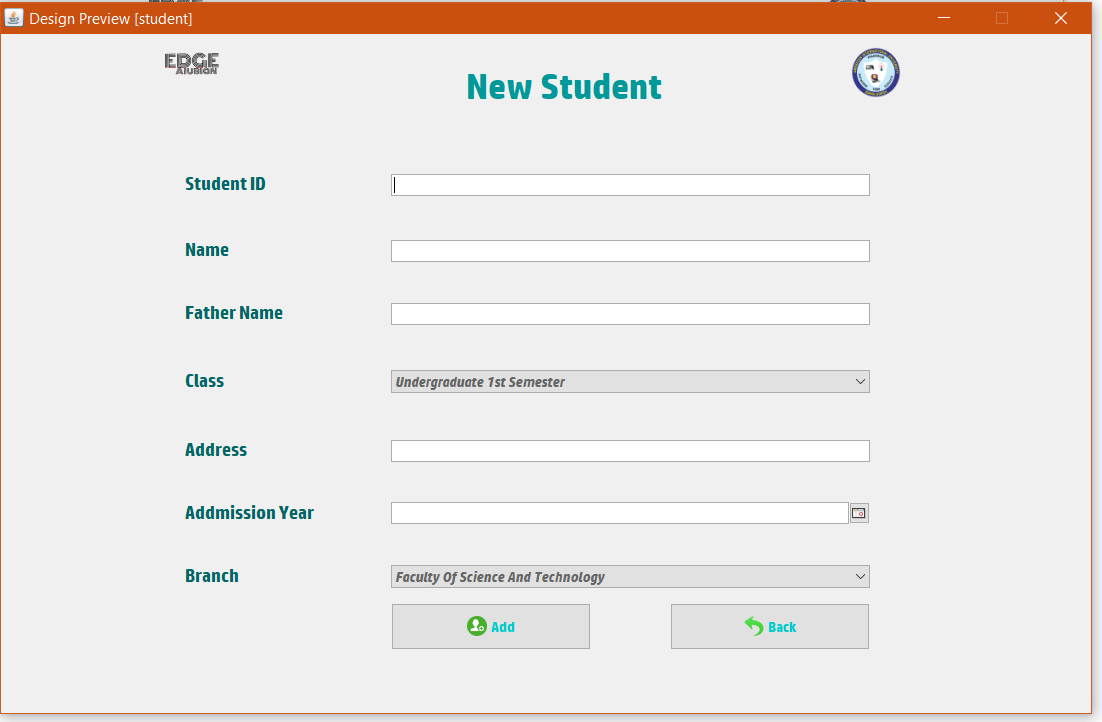 Design Preview [student]
EDGE
AIUBIAN
New Student
Student ID
Name
Father Name
Class
Undergraduate 1st Semester
Address
Addmission Year
Branch
Faculty Of Science And Technology
Add
Back